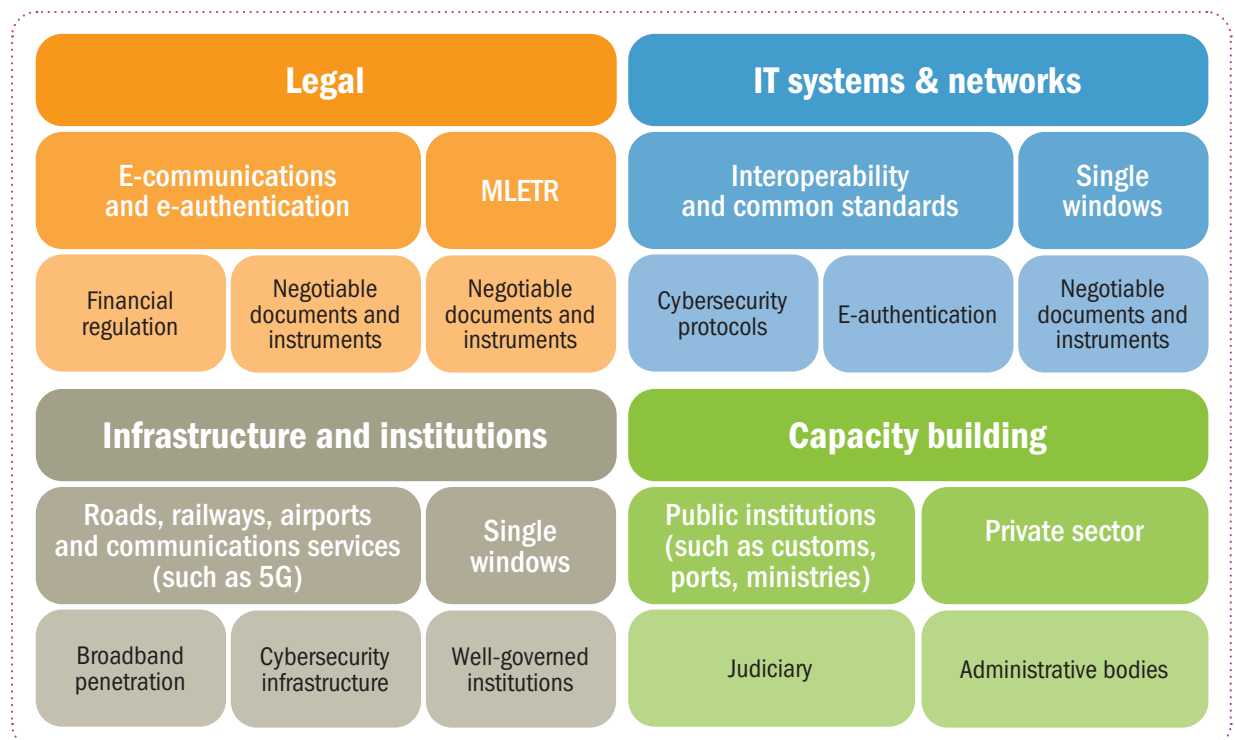 Legal
E-communications
and e-authentication
MLETR
Financial
regulation
Negotiable
documents and
instruments
Negotiable
documents and
instruments
IT systems & networks
Interoperability
and common standards
Single
windows
Cybersecurity
protocols
E-authentication
Negotiable
documents and
instruments
Infrastructure and institutions
Roads, railways, airports
and communications services
(such as 5G)
Single
windows
Broadband
penetration
Cybersecurity
infrastructure
Well-governed
institutions
Capacity building
Public institutions
(such as customs,
ports, ministries)
Private sector
Judiciary
Administrative bodies